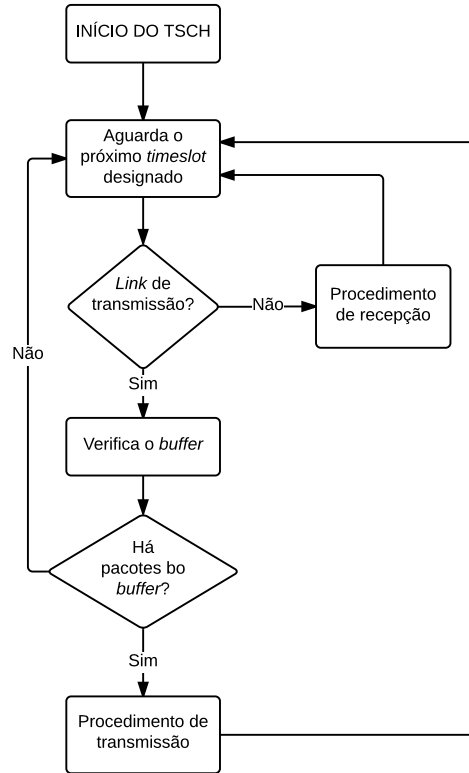 INÍCIO DO TSCH
Aguarda o
próximo timeslot
designado
Link de
transmissão?
Não
Procedimento
de recepção
Não
Sim
Verifica o buffer
Há
pacotes bo
buffer?
Sim
Procedimento de
transmissão